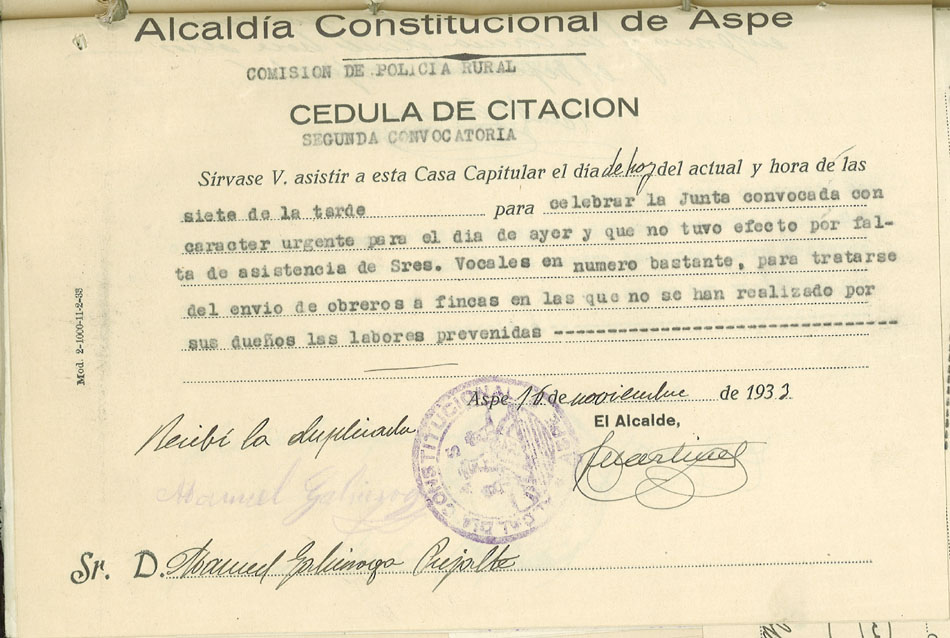 Alcaldía Constitucional de Aspe
COMISION DE POLICIA RURAL
CEDULA DE CITACION
SEGUNDA CONVOCATORIA
Sírvase V. asistir a esta Casa Capitular el día de hoy del actual y hora de las
siete de la tarde para celebrar la Junta convocada con
caracter urgente para el dia de ayer y que no tuvo efecto por fal-
ta de asistencia de Sres. Vocales en numero bastante, para tratarse
del envio de obreros a fincas en las que no se han realizado por
sus dueños las labores prevenidas
Aspe 16 de noviembre de 1933
El Alcalde,
Recibí la duplicada
Manuel
Sr. D. Manuel
Mod. 2-1000-11-2-33